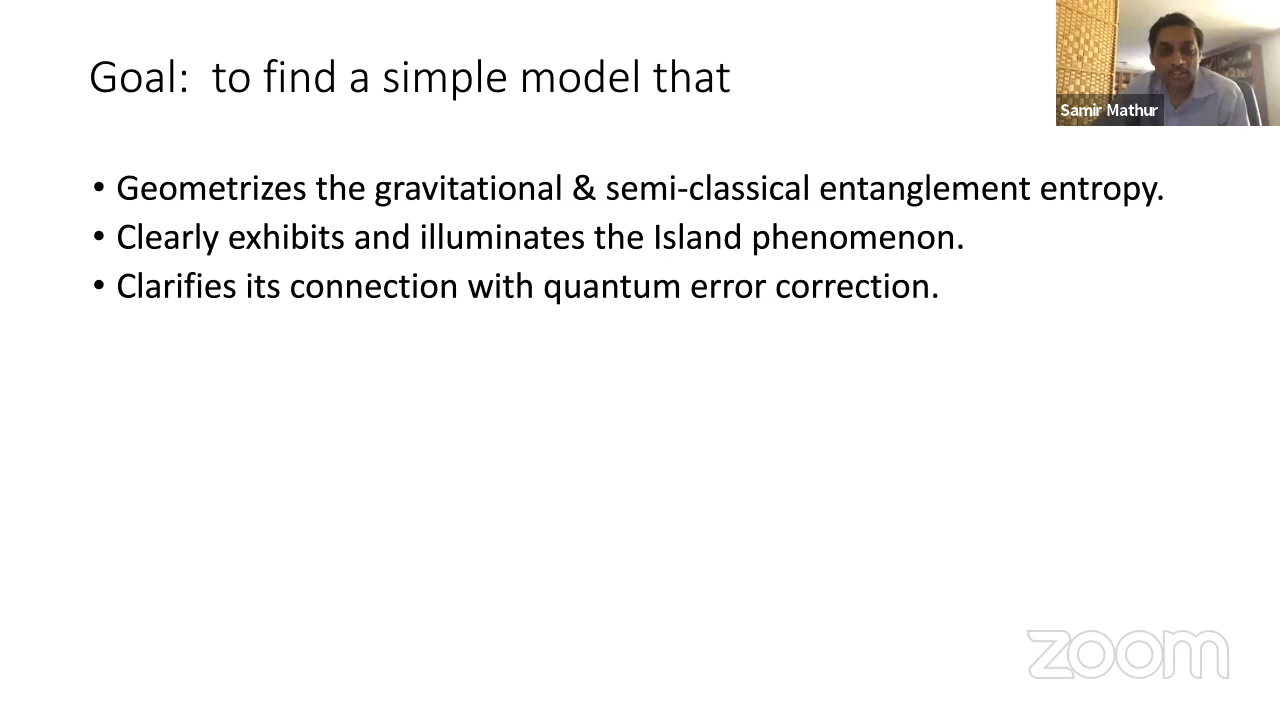 Goal: to find a simple model that
Samir Mathur
• Geometrizes the gravitational & semi-classical entanglement entropy.
• Clearly exhibits and illuminates the Island phenomenon.
• Clarifies its connection with quantum error correction.
zoom